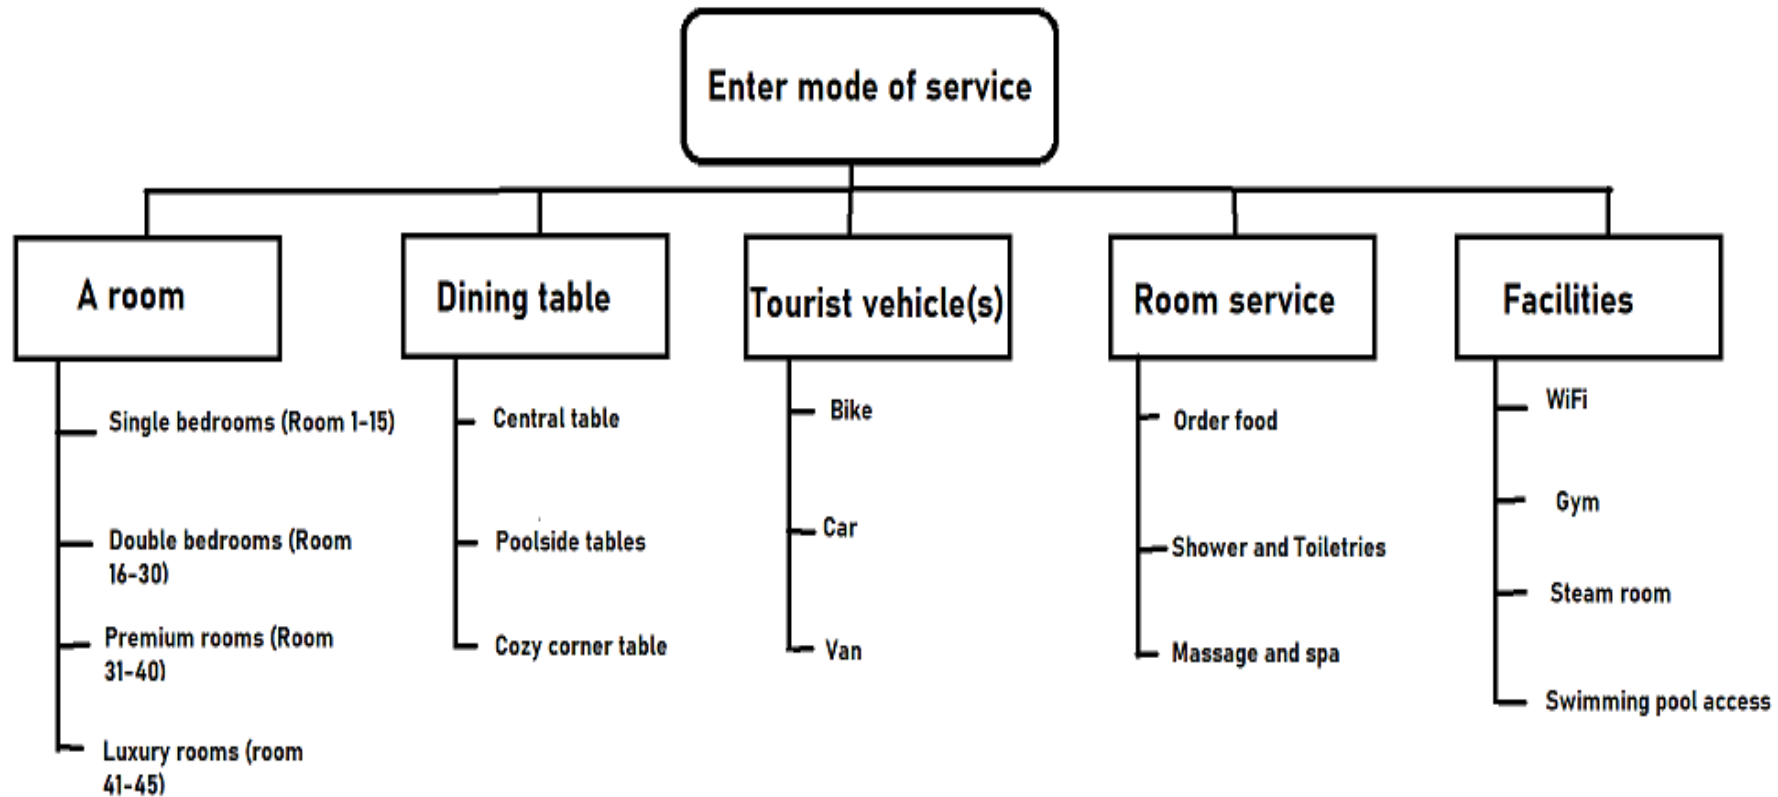 Enter mode of service
A room
Dining table
Tourist vehicle(s)
Room service
Facilities
Single bedrooms (Room 1-15)
Double bedrooms (Room
16-30)
Premium rooms (Room
31-40)
Luxury rooms (room
41-45)
Central table
Poolside tables
Cozy corner table
Bike
Car
Van
Order food
Shower and Toiletries
Massage and spa
WiFi
Gym
Steam room
Swimming pool access